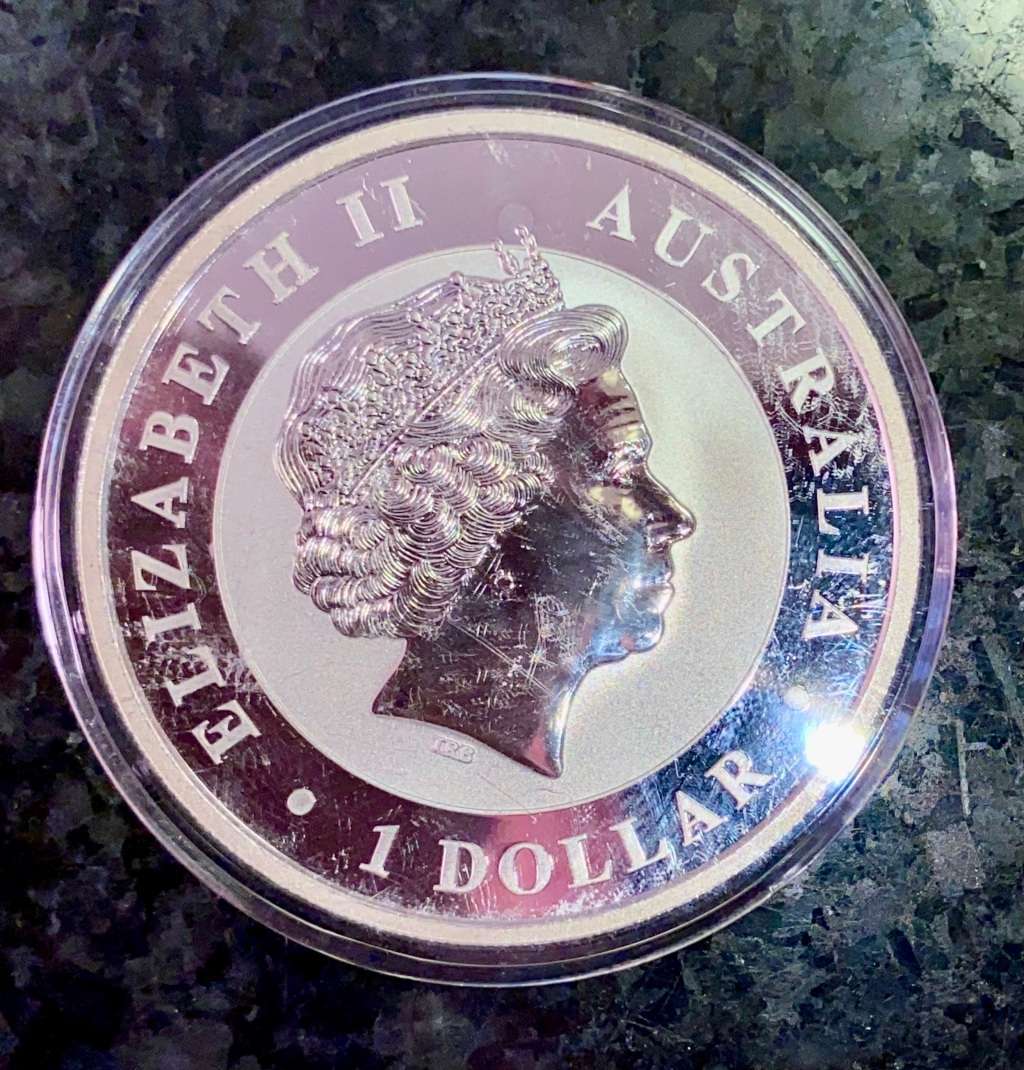 ELIZABETH II
AUSTRALIA
• 1 DOLLAR •
IRB